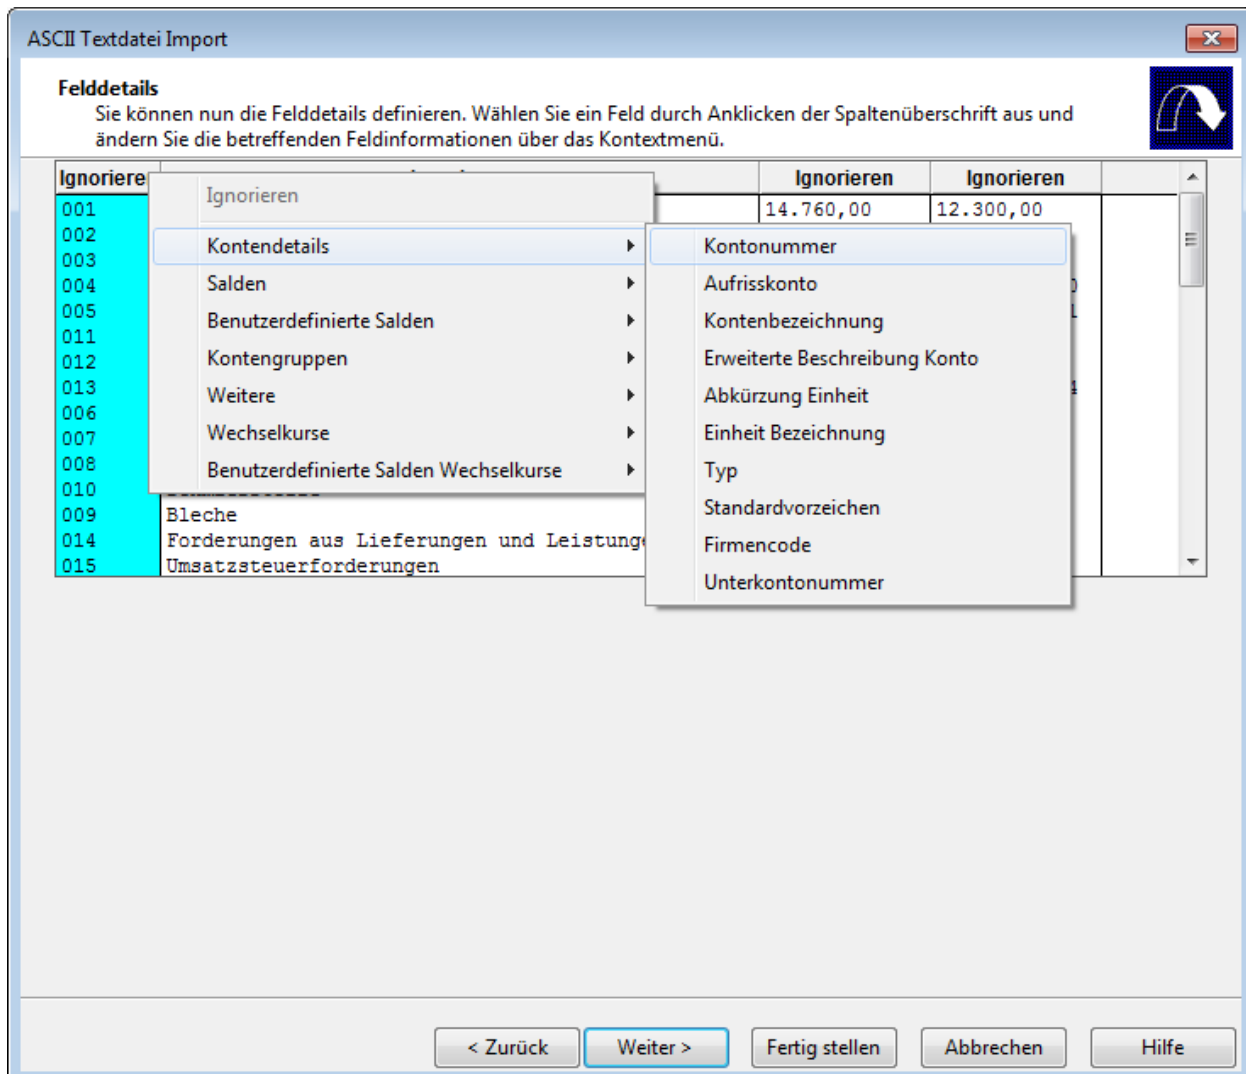 ASCII Textdatei Import
Felddetails
Sie können nun die Felddetails definieren. Wählen Sie ein Feld durch Anklicken der Spaltenüberschrift aus und
ändern Sie die betreffenden Feldinformationen über das Kontextmenü.
Ignoriere Ignorieren Ignorieren
001 14.760,00 12.300,00
002
003
004
005
011
012
013
006
007
008
010
009 Bleche
014 Forderungen aus Lieferungen und Leistunge
015 Umsatzsteuerforderungen
Ignorieren
Kontendetails
Salden
Benutzerdefinierte Salden
Kontengruppen
Weitere
Wechselkurse
Benutzerdefinierte Salden Wechselkurse
Kontonummer
Aufrisskonto
Kontenbezeichnung
Erweiterte Beschreibung Konto
Abkürzung Einheit
Einheit Bezeichnung
Typ
Standardvorzeichen
Firmencode
Unterkontonummer
< Zurück Weiter > Fertig stellen Abbrechen Hilfe